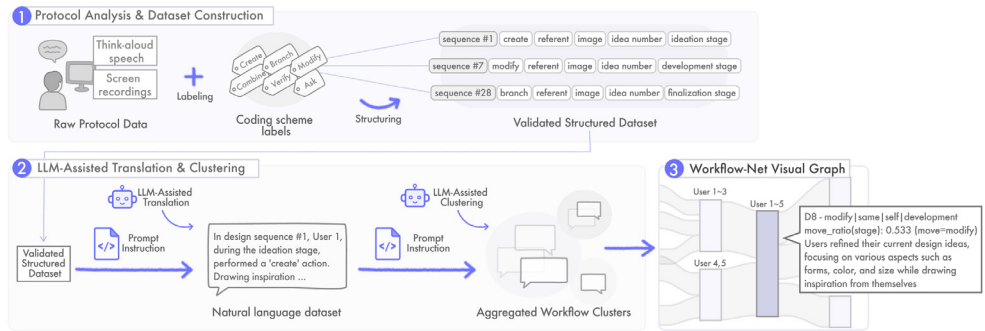 1 Protocol Analysis & Dataset Construction
Think-aloud
speech
Screen
recordings
Raw Protocol Data
Labeling
Create
Branch
Modify
Combine
Verify
Ask
Coding scheme
labels
Structuring
sequence #1 create referent image idea number ideation stage
sequence #7 modify referent image idea number development stage
sequence #28 branch referent image idea number finalization stage
Validated Structured Dataset
2 LLM-Assisted Translation & Clustering
Validated
Structured
Dataset
LLM-Assisted
Translation
Prompt
Instruction
In design sequence #1, User 1,
during the ideation stage,
performed a 'create' action.
Drawing inspiration ...
Natural language dataset
LLM-Assisted
Clustering
Prompt
Instruction
Aggregated Workflow Clusters
3 Workflow-Net Visual Graph
User 1~3
User 1~5
User 4,5
D8 - modify|same|self|development
move_ratio(stage): 0.533 (move=modify)
Users refined their current design ideas,
focusing on various aspects such as
forms, color, and size while drawing
inspiration from themselves